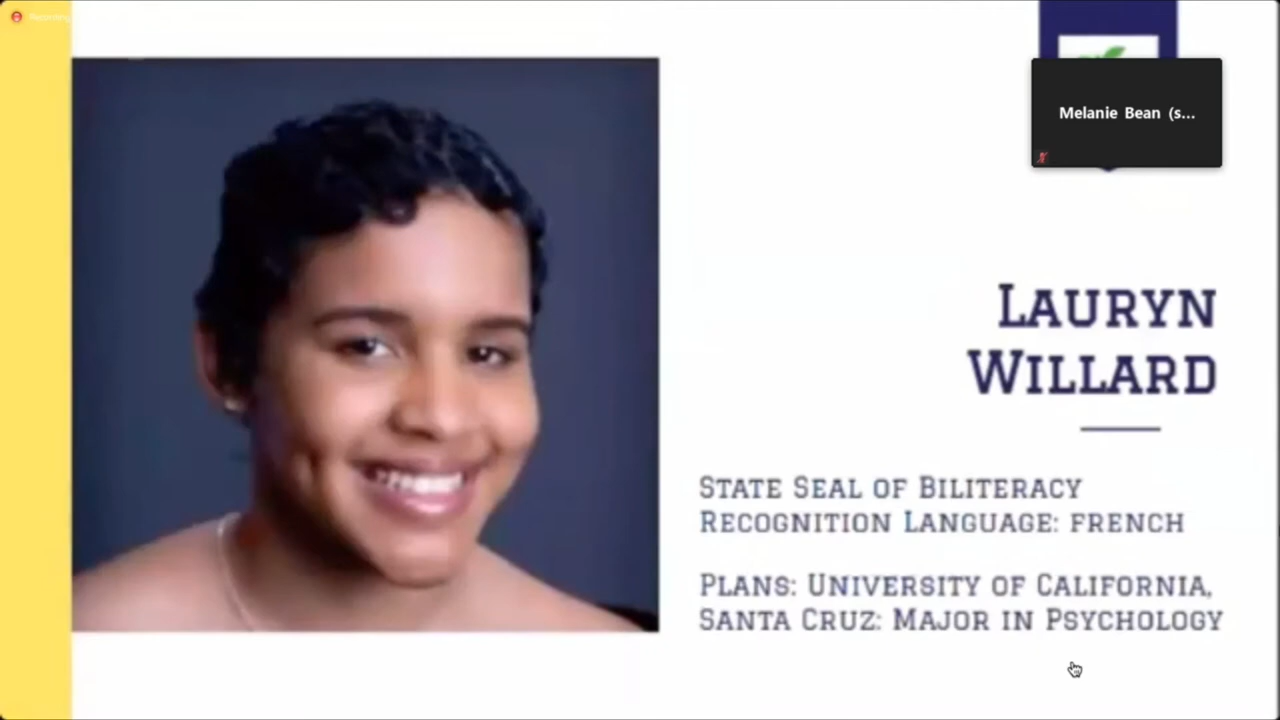 Recording
Melanie Bean (s...
LAURYN
WILLARD
STATE SEAL OF BILITERACY
RECOGNITION LANGUAGE: FRENCH
PLANS: UNIVERSITY OF CALIFORNIA,
SANTA CRUZ: MAJOR IN PSYCHOLOGY